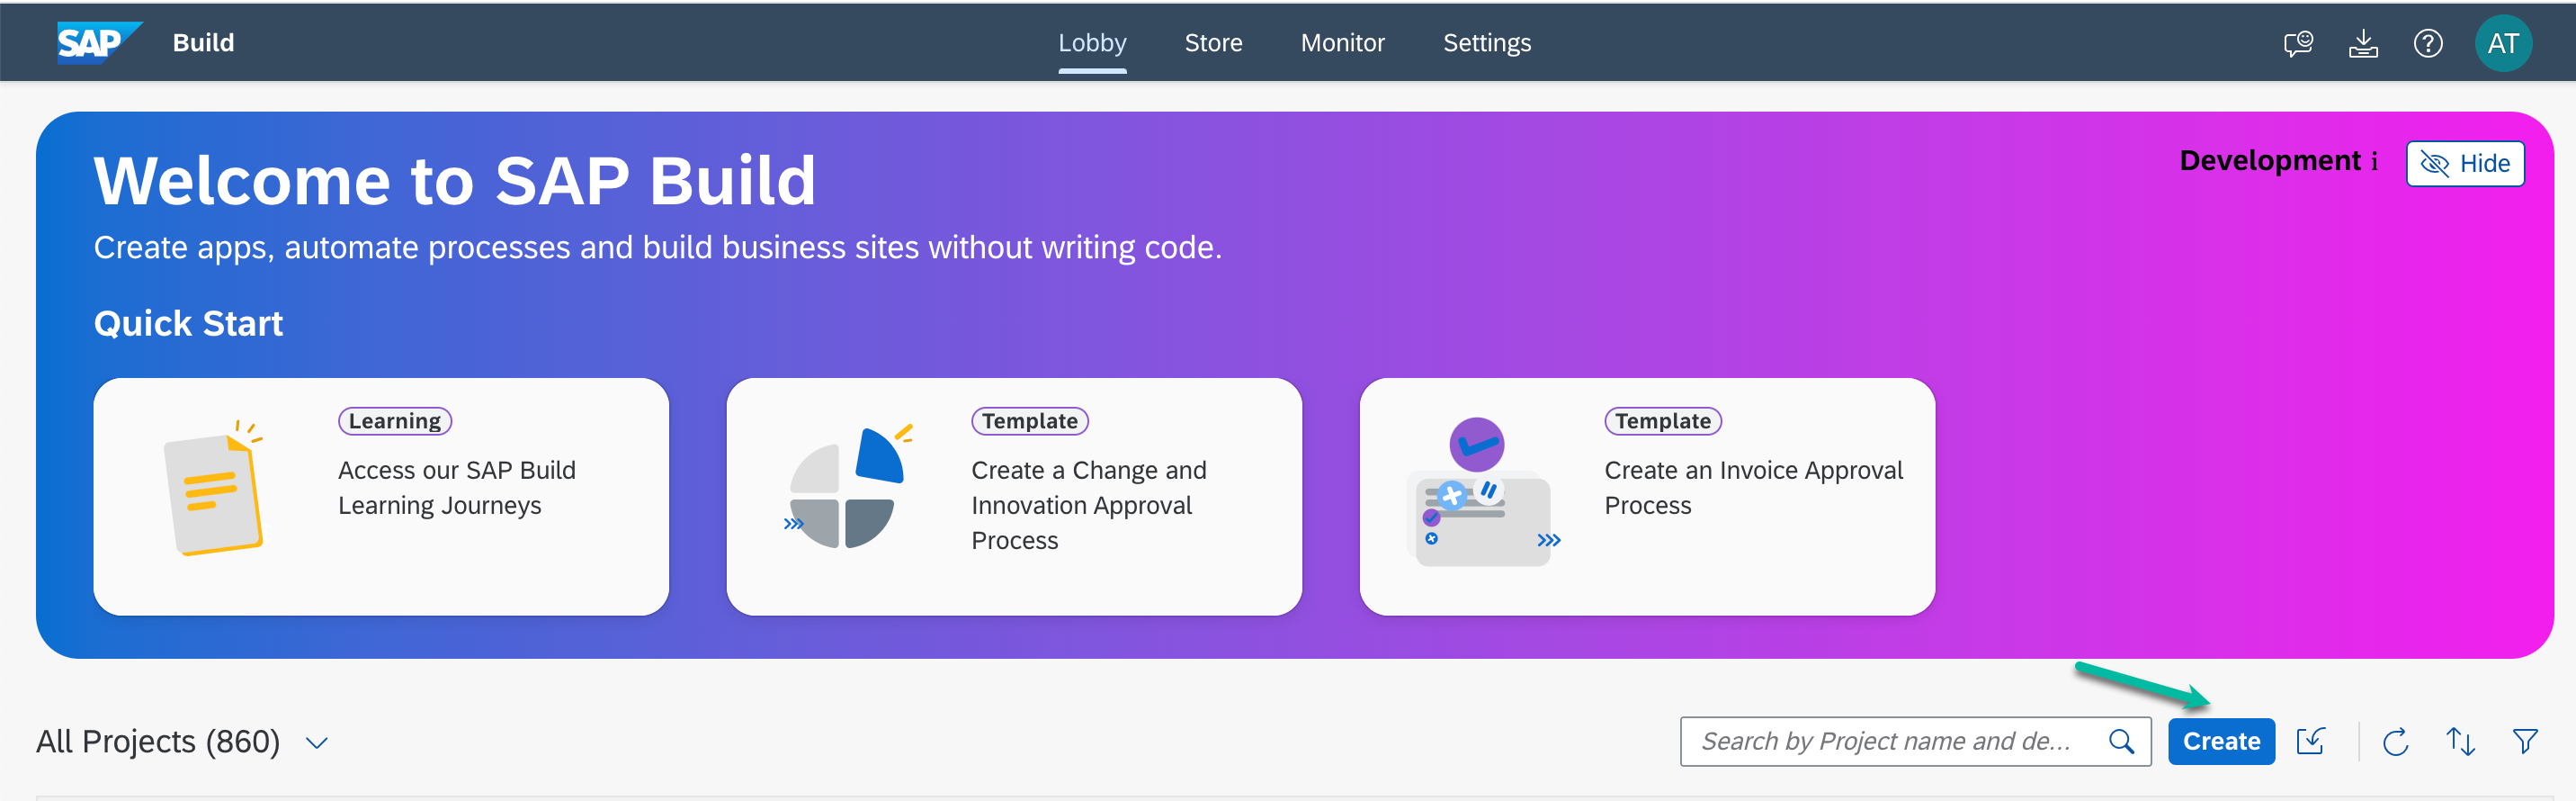 SAP Build
Lobby Store Monitor Settings
AT
Welcome to SAP Build
Development i
Hide
Create apps, automate processes and build business sites without writing code.
Quick Start
Learning
Access our SAP Build
Learning Journeys
Template
Create a Change and
Innovation Approval
Process
Template
Create an Invoice Approval
Process
All Projects (860)
Search by Project name and de...
Create